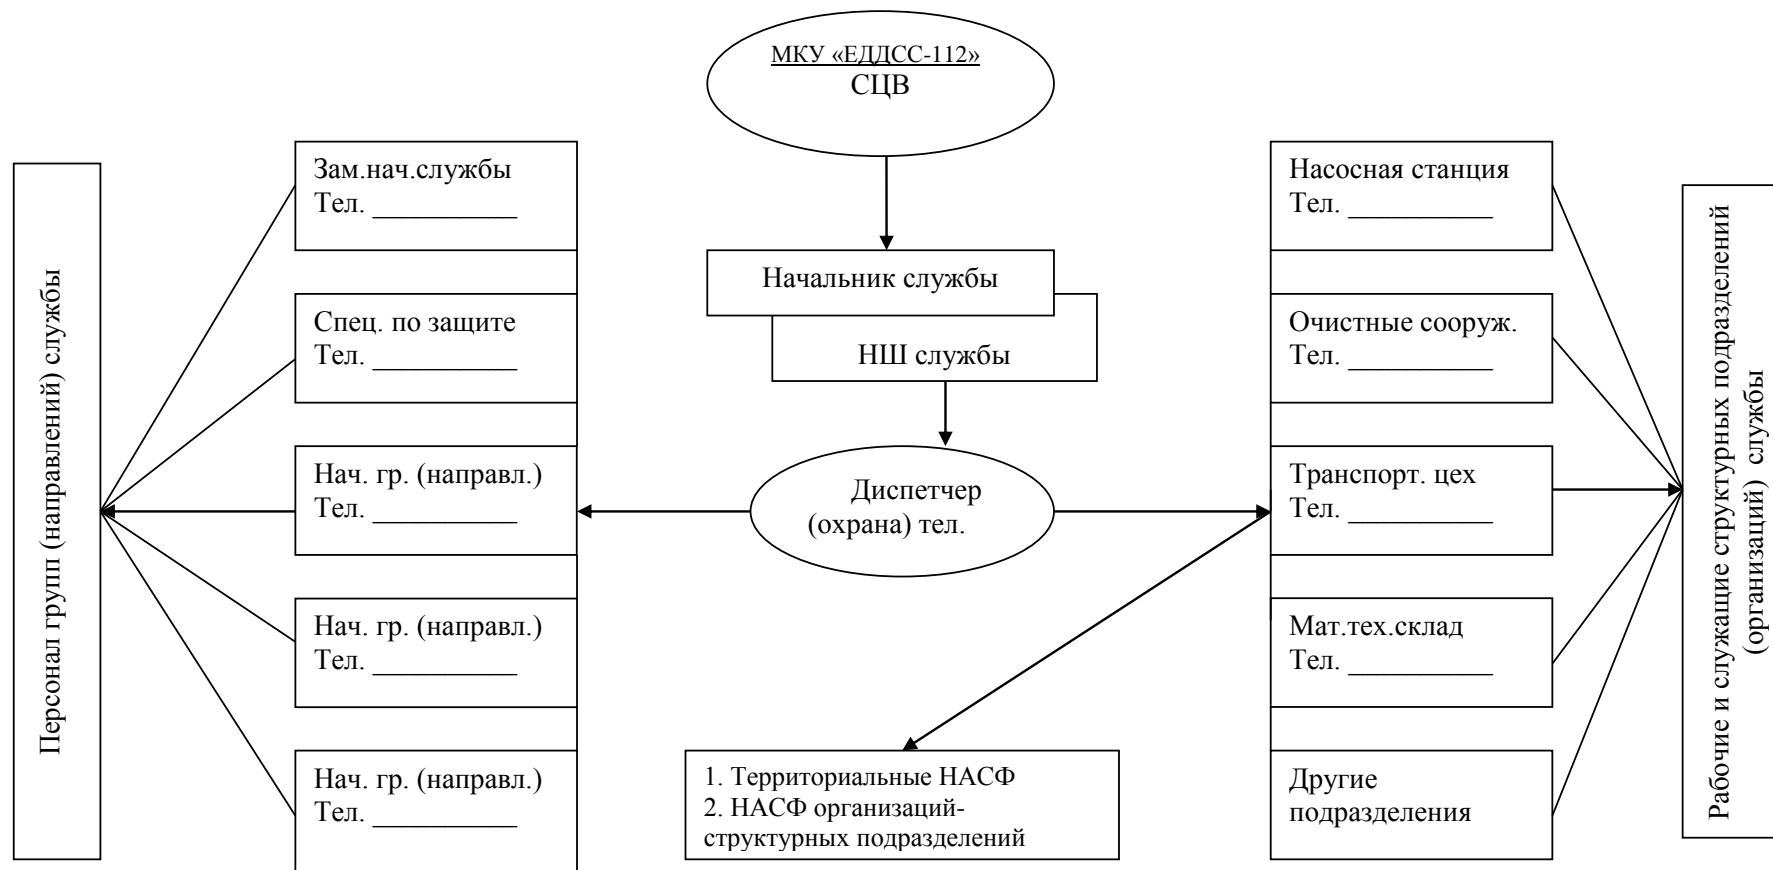 МКУ «ЕДДСС-112»
СЦВ
Начальник службы
НШ службы
Диспетчер
(охрана) тел.
1. Территориальные НАСФ
2. НАСФ организаций-
структурных подразделений
Персонал групп (направлений) службы
Зам.нач.службы
Тел. __________
Спец. по защите
Тел. __________
Нач. гр. (направл.)
Тел. __________
Нач. гр. (направл.)
Тел. __________
Нач. гр. (направл.)
Тел. __________
Насосная станция
Тел. __________
Очистные сооруж.
Тел. __________
Транспорт. цех
Тел. __________
Мат.тех.склад
Тел. __________
Другие
подразделения
Рабочие и служащие структурных подразделений
(организаций) службы